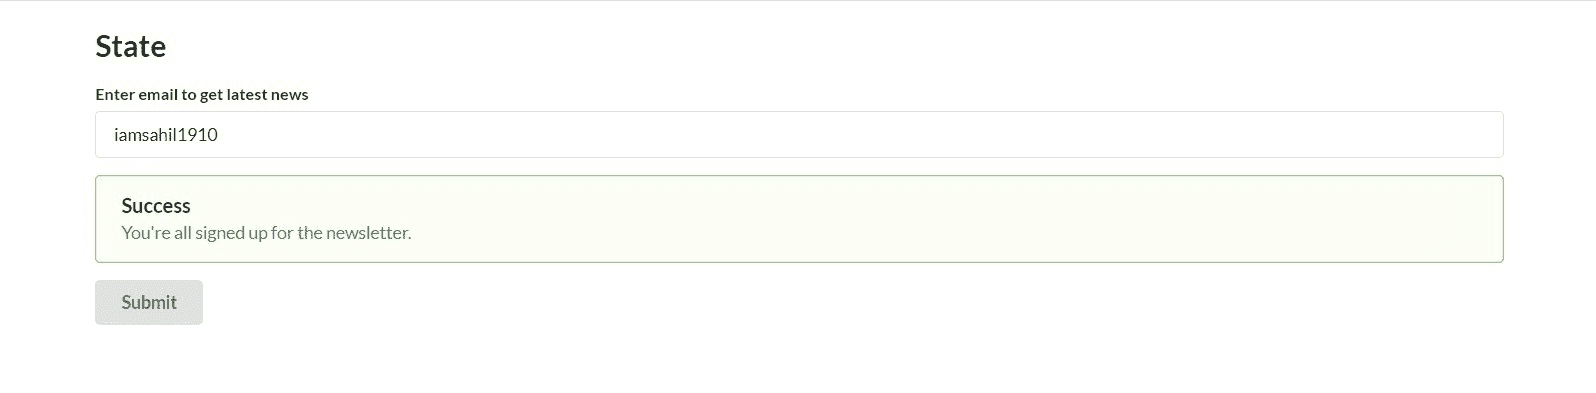 State
Enter email to get latest news
iamsahil1910
Success
You're all signed up for the newsletter.
Submit